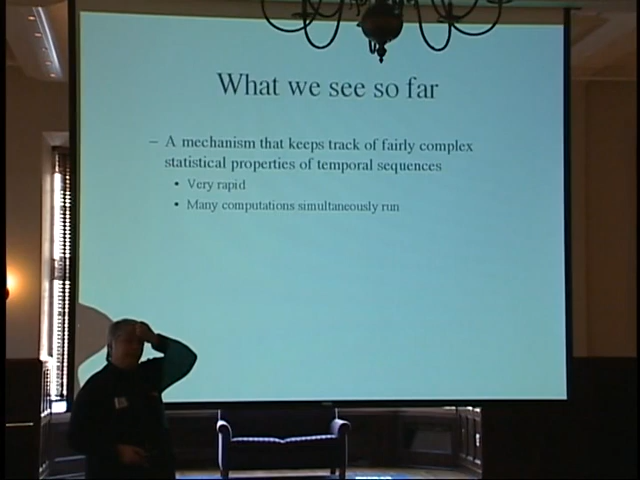 What we see so far
– A mechanism that keeps track of fairly complex
statistical properties of temporal sequences
• Very rapid
• Many computations simultaneously run